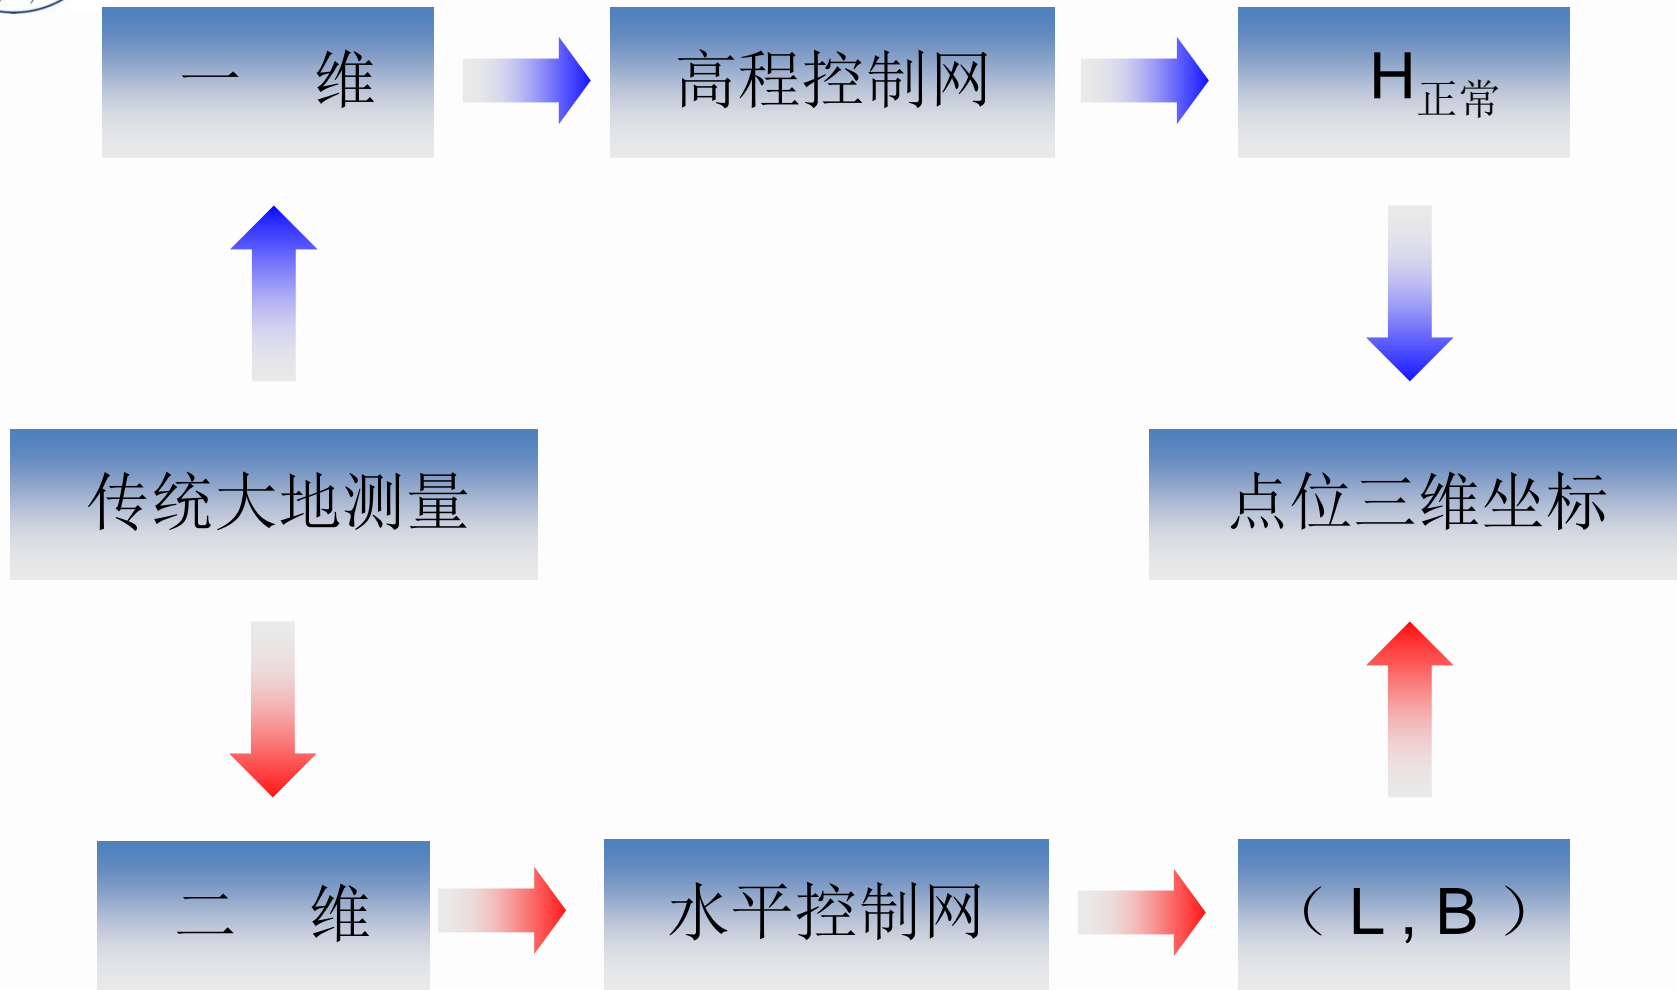 一 维
高程控制网
H正常
传统大地测量
点位三维坐标
二 维
水平控制网
（L,B）